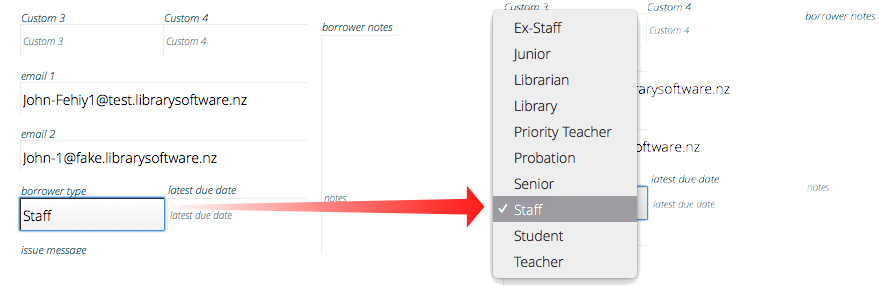 Custom 3 Custom 4
Custom 3 Custom 4
borrower notes
email 1
John-Fehiy1@test.librarysoftware.nz
email 2
John-1@fake.librarysoftware.nz
borrower type latest due date
Staff latest due date
notes
issue message
Custom 3 Custom 4
Custom 4
borrower notes
Ex-Staff
Junior
Librarian
Library
Priority Teacher
Probation
Senior
✓ Staff
Student
Teacher
arysoftware.nz
software.nz
latest due date
latest due date
notes